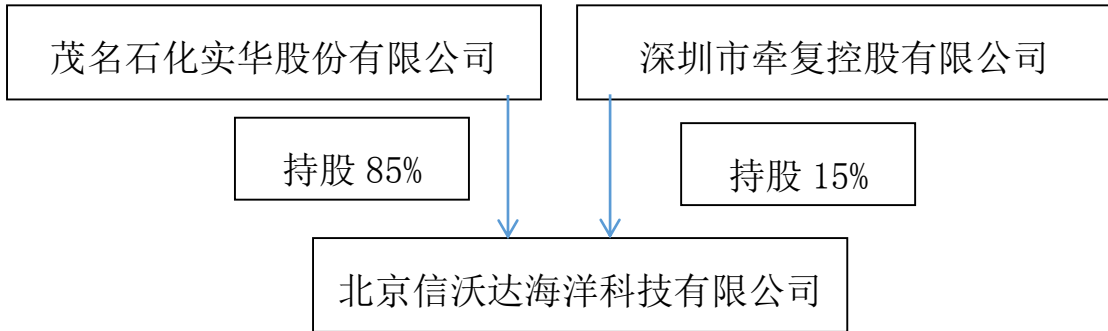 茂名石化实华股份有限公司
深圳市牵复控股有限公司
持股 85%
持股 15%
北京信沃达海洋科技有限公司